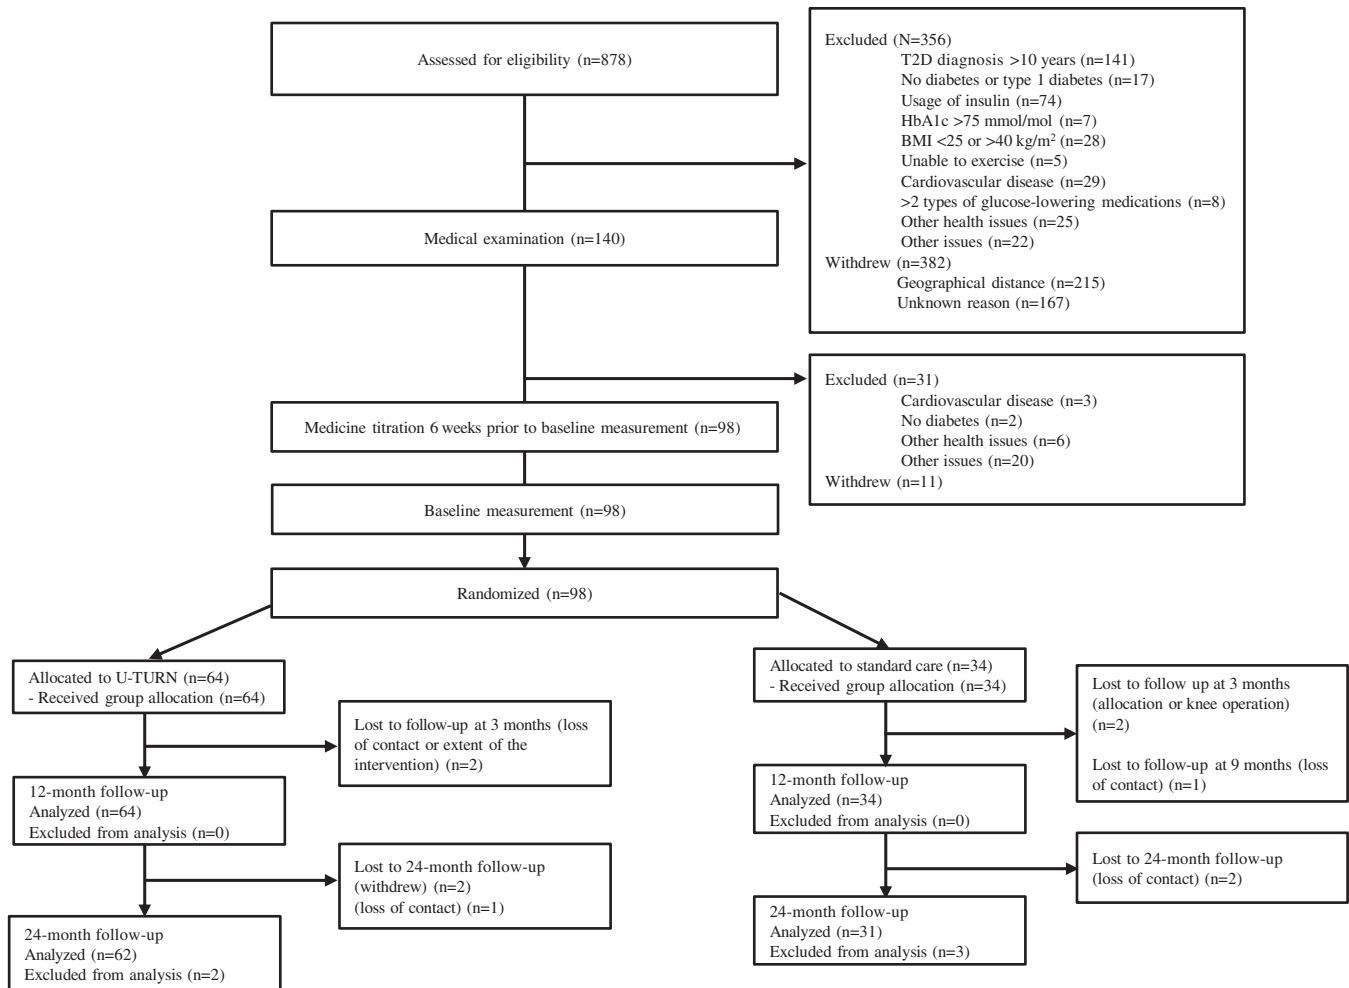 Assessed for eligibility (n=878)
Excluded (N=356)
T2D diagnosis >10 years (n=141)
No diabetes or type 1 diabetes (n=17)
Usage of insulin (n=74)
HbA1c >75 mmol/mol (n=7)
BMI <25 or >40 kg/m² (n=28)
Unable to exercise (n=5)
Cardiovascular disease (n=29)
>2 types of glucose-lowering medications (n=8)
Other health issues (n=25)
Other issues (n=22)
Withdrew (n=382)
Geographical distance (n=215)
Unknown reason (n=167)
Medical examination (n=140)
Excluded (n=31)
Cardiovascular disease (n=3)
No diabetes (n=2)
Other health issues (n=6)
Other issues (n=20)
Withdrew (n=11)
Medicine titration 6 weeks prior to baseline measurement (n=98)
Baseline measurement (n=98)
Randomized (n=98)
Allocated to U-TURN (n=64)
- Received group allocation (n=64)
Lost to follow-up at 3 months (loss
of contact or extent of the
intervention) (n=2)
12-month follow-up
Analyzed (n=64)
Excluded from analysis (n=0)
Lost to 24-month follow-up
(withdrew) (n=2)
(loss of contact) (n=1)
24-month follow-up
Analyzed (n=62)
Excluded from analysis (n=2)
Allocated to standard care (n=34)
- Received group allocation (n=34)
Lost to follow up at 3 months
(allocation or knee operation)
(n=2)
Lost to follow-up at 9 months (loss
of contact) (n=1)
12-month follow-up
Analyzed (n=34)
Excluded from analysis (n=0)
Lost to 24-month follow-up
(loss of contact) (n=2)
24-month follow-up
Analyzed (n=31)
Excluded from analysis (n=3)